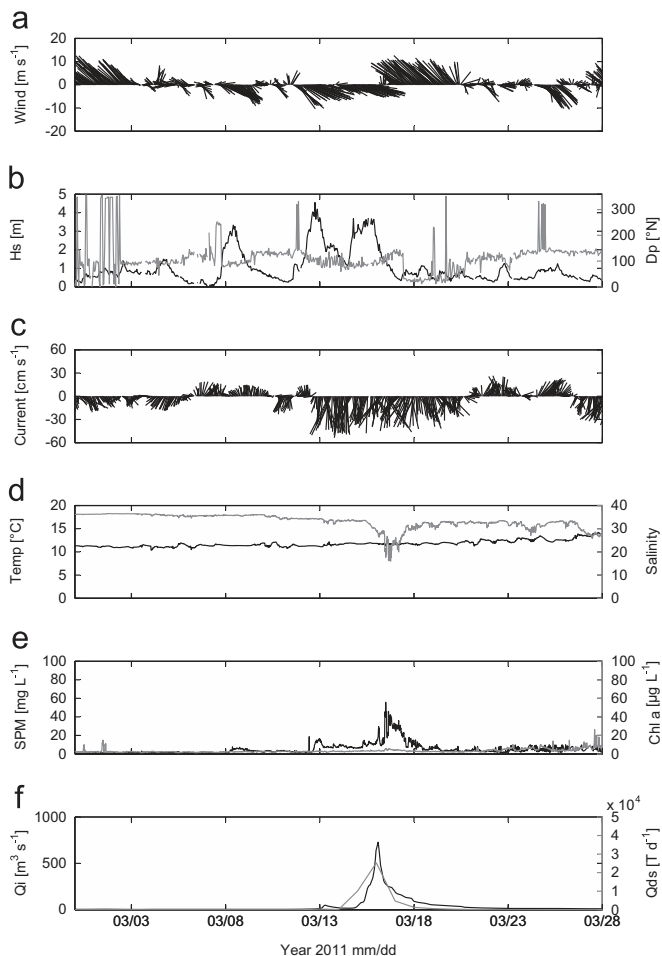 a
20
10
0
-10
-20
Wind [m s⁻¹]
b
5
4
3
2
1
0
Hs [m]
300
200
100
0
Dp [°N]
c
60
30
0
-30
-60
Current [cm s⁻¹]
d
20
15
10
5
0
Temp [°C]
40
30
20
10
0
Salinity
e
100
80
60
40
20
0
SPM [mg L⁻¹]
100
80
60
40
20
0
Chl a [µg L⁻¹]
f
1000
500
0
Qi [m³ s⁻¹]
x 10⁴
5
4
3
2
1
0
Qds [T d⁻¹]
03/03 03/08 03/13 03/18 03/23 03/28
Year 2011 mm/dd